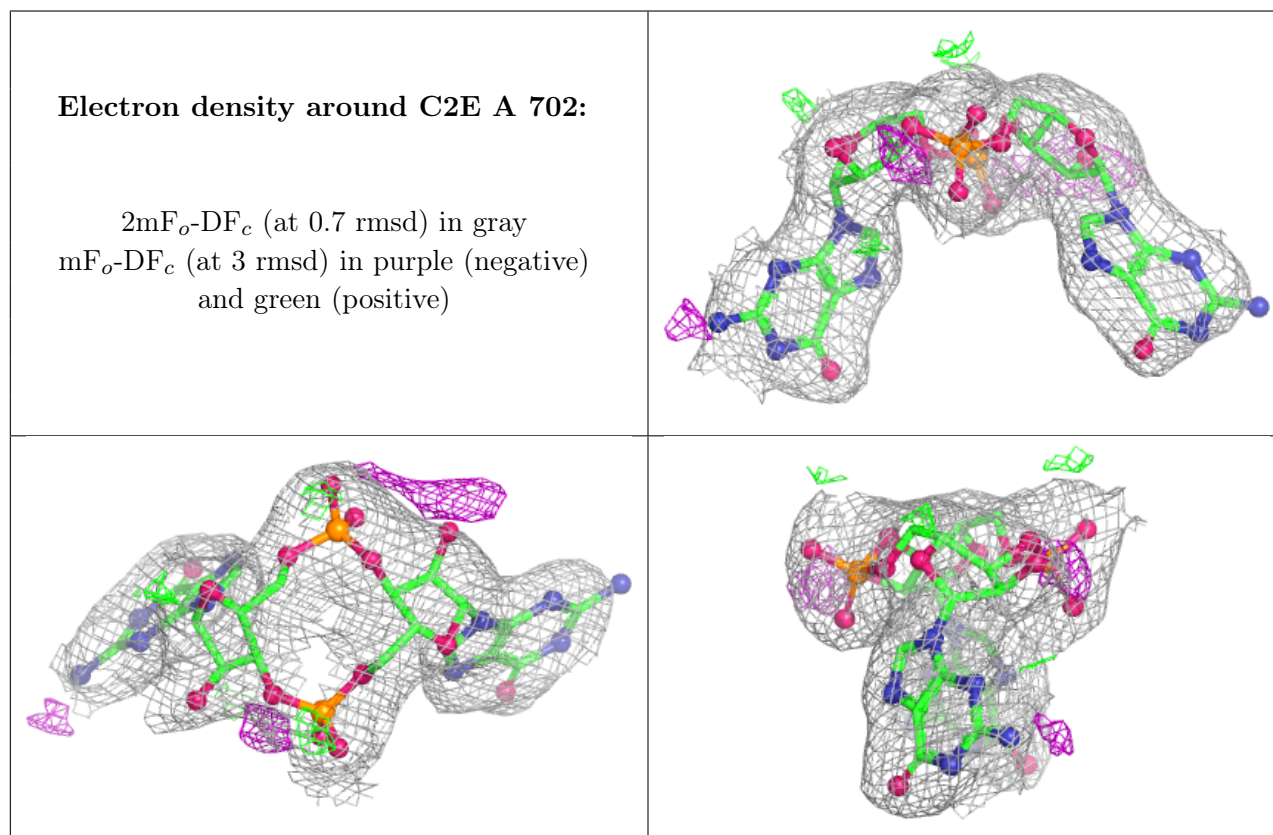 Electron density around C2E A 702:
2mFo-DFc (at 0.7 rmsd) in gray
mFo-DFc (at 3 rmsd) in purple (negative)
and green (positive)